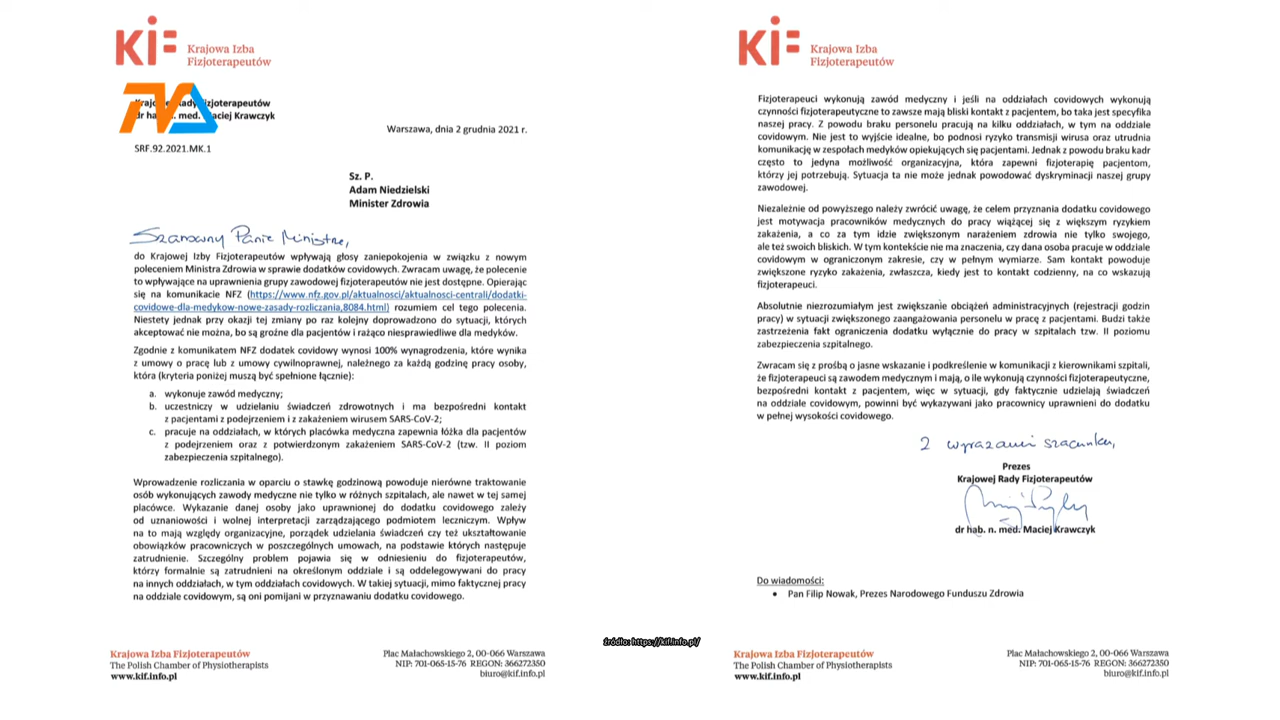 KIF Krajowa Izba
Fizjoterapeutów
TVA
Krajowej Rady Fizjoterapeutów
dr hab. n. med. Maciej Krawczyk
Warszawa, dnia 2 grudnia 2021 r.
SRF.92.2021.MK.1
Sz. P.
Adam Niedzielski
Minister Zdrowia
Szanowny Panie Ministrze,
do Krajowej Izby Fizjoterapeutów wpływają głosy zaniepokojenia w związku z nowym
poleceniem Ministra Zdrowia w sprawie dodatków covidowych. Zwracam uwagę, że polecenie
to wpływające na uprawnienia grupy zawodowej fizjoterapeutów nie jest dostępne. Opierając
się na komunikacie NFZ (https://www.nfz.gov.pl/aktualnosci/aktualnosci-centrali/dodatki-
covidowe-dla-medykow-nowe-zasady-rozliczania,8084.html) rozumiem cel tego polecenia.
Niestety jednak przy okazji tej zmiany po raz kolejny doprowadzono do sytuacji, których
akceptować nie można, bo są groźne dla pacjentów i rażąco niesprawiedliwe dla medyków.
Zgodnie z komunikatem NFZ dodatek covidowy wynosi 100% wynagrodzenia, które wynika
z umowy o pracę lub z umowy cywilnoprawnej, należnego za każdą godzinę pracy osoby,
która (kryteria poniżej muszą być spełnione łącznie):
a. wykonuje zawód medyczny;
b. uczestniczy w udzielaniu świadczeń zdrowotnych i ma bezpośredni kontakt
z pacjentami z podejrzeniem i z zakażeniem wirusem SARS-CoV-2;
c. pracuje na oddziałach, w których placówka medyczna zapewnia łóżka dla pacjentów
z podejrzeniem oraz z potwierdzonym zakażeniem SARS-CoV-2 (tzw. II poziom
zabezpieczenia szpitalnego).
Wprowadzenie rozliczania w oparciu o stawkę godzinową powoduje nierówne traktowanie
osób wykonujących zawody medyczne nie tylko w różnych szpitalach, ale nawet w tej samej
placówce. Wykazanie danej osoby jako uprawnionej do dodatku covidowego zależy
od uznaniowości i wolnej interpretacji zarządzającego podmiotem leczniczym. Wpływ
na to mają względy organizacyjne, porządek udzielania świadczeń czy też ukształtowanie
obowiązków pracowniczych w poszczególnych umowach, na podstawie których następuje
zatrudnienie. Szczególny problem pojawia się w odniesieniu do fizjoterapeutów,
którzy formalnie są zatrudnieni na określonym oddziale i są oddelegowywani do pracy
na innych oddziałach, w tym oddziałach covidowych. W takiej sytuacji, mimo faktycznej pracy
na oddziale covidowym, są oni pomijani w przyznawaniu dodatku covidowego.
Krajowa Izba Fizjoterapeutów
The Polish Chamber of Physiotherapists
www.kif.info.pl
Plac Małachowskiego 2, 00-066 Warszawa
NIP: 701-065-15-76 REGON: 366272350
biuro@kif.info.pl
źródło: https://kif.info.pl/
KIF Krajowa Izba
Fizjoterapeutów
Fizjoterapeuci wykonują zawód medyczny i jeśli na oddziałach covidowych wykonują
czynności fizjoterapeutyczne to zawsze mają bliski kontakt z pacjentem, bo taka jest specyfika
naszej pracy. Z powodu braku personelu pracują na kilku oddziałach, w tym na oddziale
covidowym. Nie jest to wyjście idealne, bo podnosi ryzyko transmisji wirusa oraz utrudnia
komunikację w zespołach medyków opiekujących się pacjentami. Jednak z powodu braku kadr
często to jedyna możliwość organizacyjna, która zapewni fizjoterapię pacjentom,
którzy jej potrzebują. Sytuacja ta nie może jednak powodować dyskryminacji naszej grupy
zawodowej.
Niezależnie od powyższego należy zwrócić uwagę, że celem przyznania dodatku covidowego
jest motywacja pracowników medycznych do pracy wiążącej się z większym ryzykiem
zakażenia, a co za tym idzie zwiększonym narażeniem zdrowia nie tylko swojego,
ale też swoich bliskich. W tym kontekście nie ma znaczenia, czy dana osoba pracuje w oddziale
covidowym w ograniczonym zakresie, czy w pełnym wymiarze. Sam kontakt powoduje
zwiększone ryzyko zakażenia, zwłaszcza, kiedy jest to kontakt codzienny, na co wskazują
fizjoterapeuci.
Absolutnie niezrozumiałym jest zwiększanie obciążeń administracyjnych (rejestracji godzin
pracy) w sytuacji zwiększonego zaangażowania personelu w pracę z pacjentami. Budzi także
zastrzeżenia fakt ograniczenia dodatku wyłącznie do pracy w szpitalach tzw. II poziomu
zabezpieczenia szpitalnego.
Zwracam się z prośbą o jasne wskazanie i podkreślenie w komunikacji z kierownikami szpitali,
że fizjoterapeuci są zawodem medycznym i mają, o ile wykonują czynności fizjoterapeutyczne,
bezpośredni kontakt z pacjentem, więc w sytuacji, gdy faktycznie udzielają świadczeń
na oddziale covidowym, powinni być wykazywani jako pracownicy uprawnieni do dodatku
w pełnej wysokości covidowego.
Z wyrazami szacunku,
Prezes
Krajowej Rady Fizjoterapeutów
dr hab. n. med. Maciej Krawczyk
Do wiadomości:
• Pan Filip Nowak, Prezes Narodowego Funduszu Zdrowia
Krajowa Izba Fizjoterapeutów
The Polish Chamber of Physiotherapists
www.kif.info.pl
Plac Małachowskiego 2, 00-066 Warszawa
NIP: 701-065-15-76 REGON: 366272350
biuro@kif.info.pl